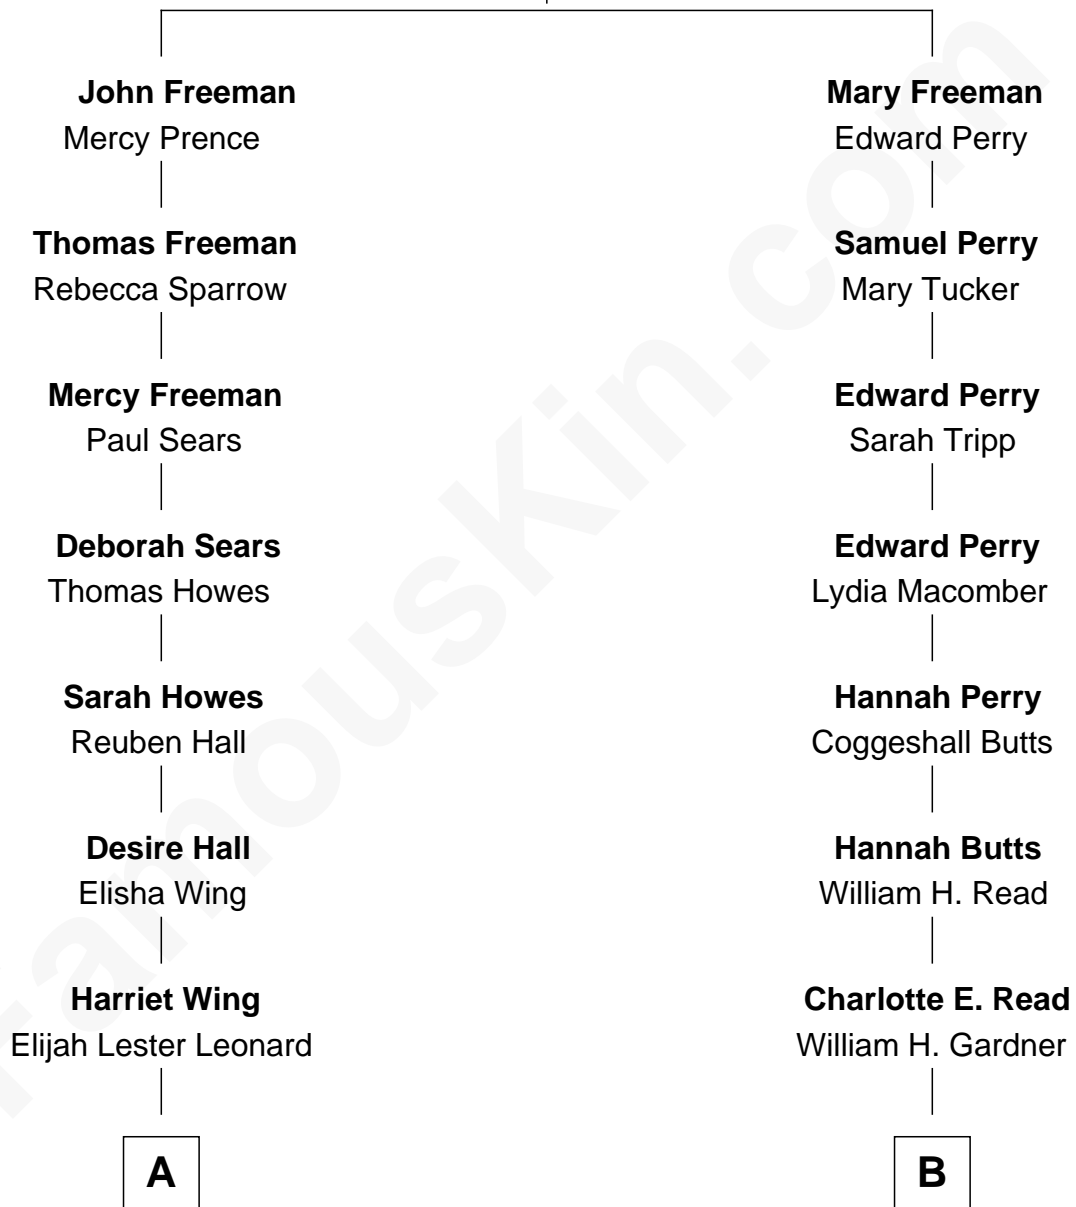 John Freeman
Mercy Prence
Thomas Freeman
Rebecca Sparrow
Mercy Freeman
Paul Sears
Deborah Sears
Thomas Howes
Sarah Howes
Reuben Hall
Desire Hall
Elisha Wing
Harriet Wing
Elijah Lester Leonard
A
Mary Freeman
Edward Perry
Samuel Perry
Mary Tucker
Edward Perry
Sarah Tripp
Edward Perry
Lydia Macomber
Hannah Perry
Coggeshall Butts
Hannah Butts
William H. Read
Charlotte E. Read
William H. Gardner
B
FamousKin.com